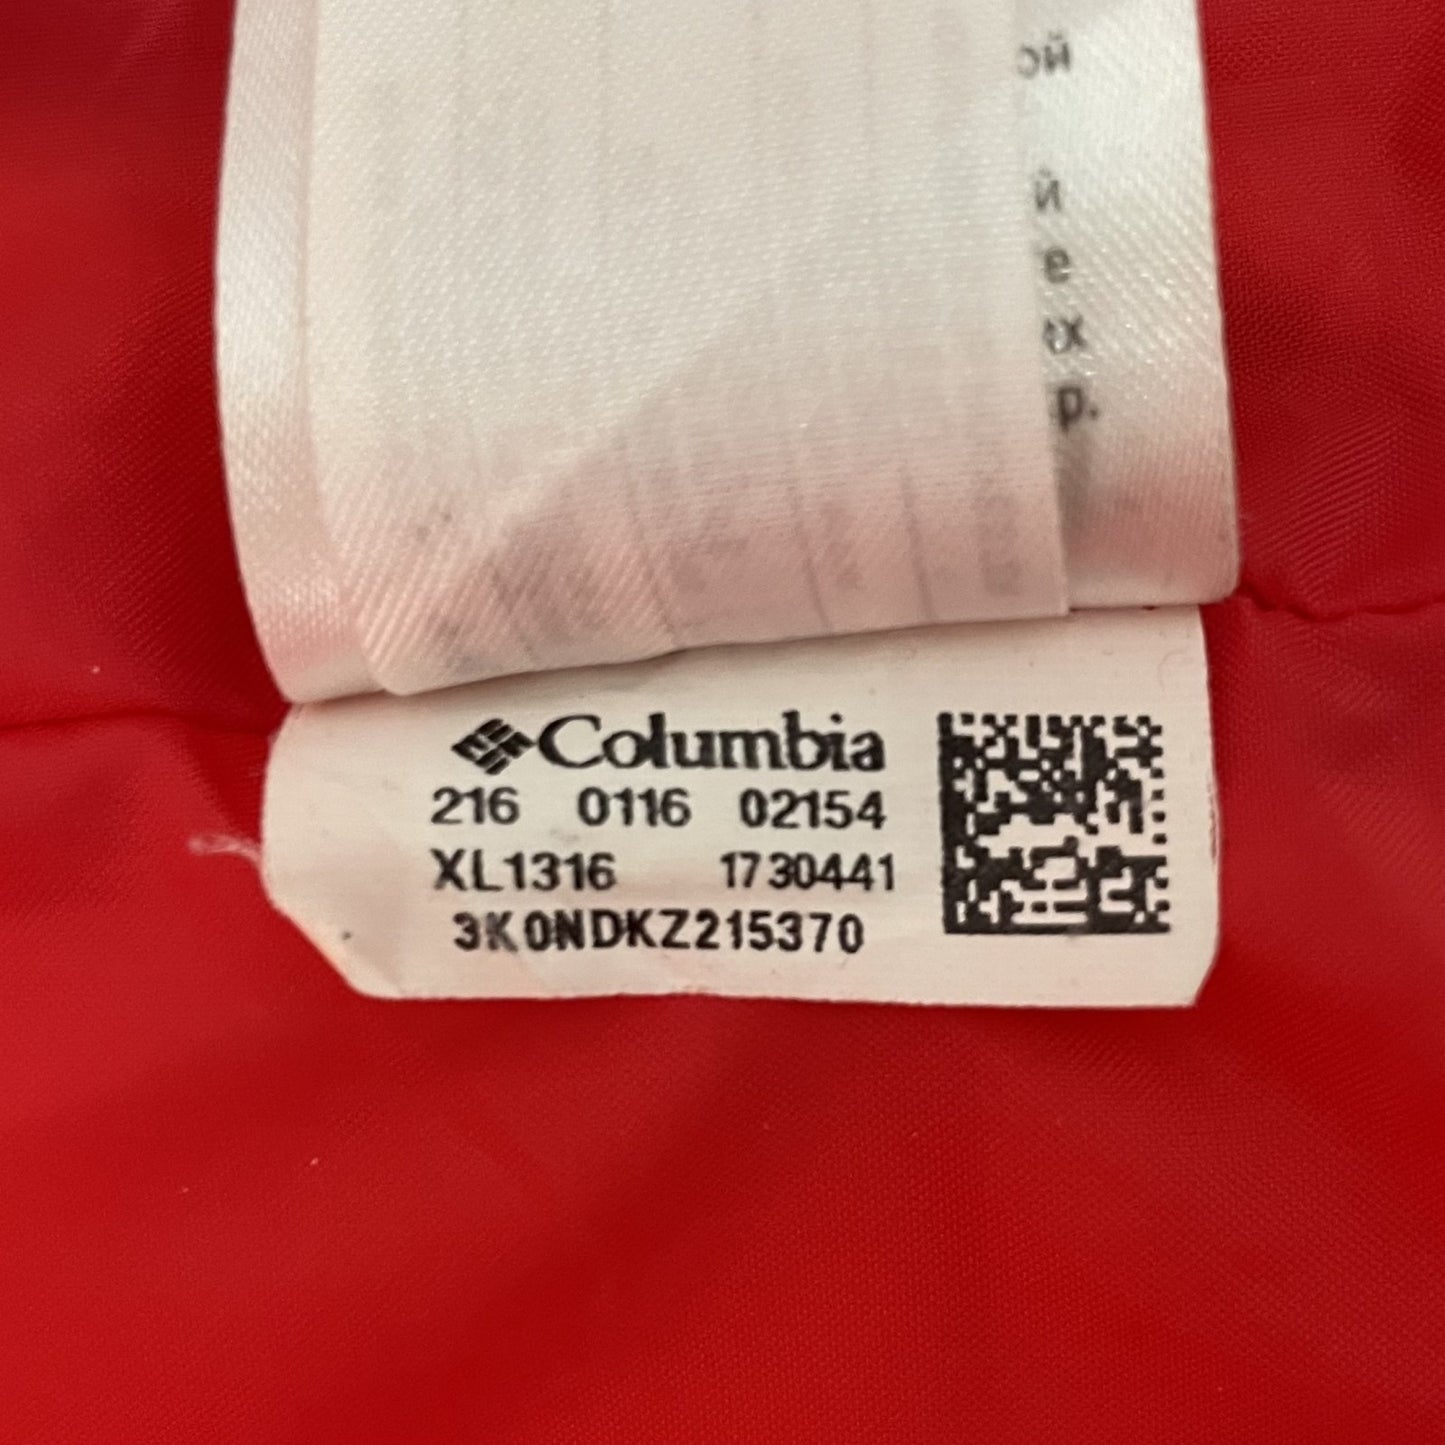 Columbia
216 0116 02154
XL1316 1730441
3K0NDKZ215370